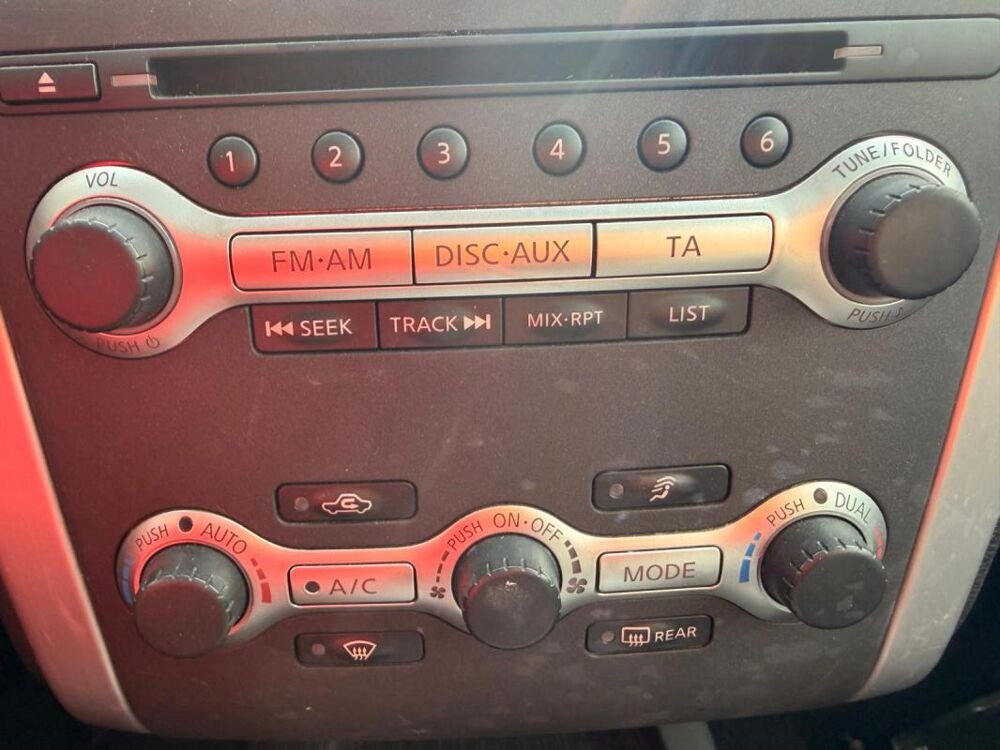 1 2 3 4 5 6
VOL
TUNE/FOLDER
FM·AM DISC·AUX TA
PUSH
PUSH
SEEK TRACK MIX·RPT LIST
PUSH AUTO
PUSH ON·OFF
PUSH DUAL
A/C
MODE
REAR